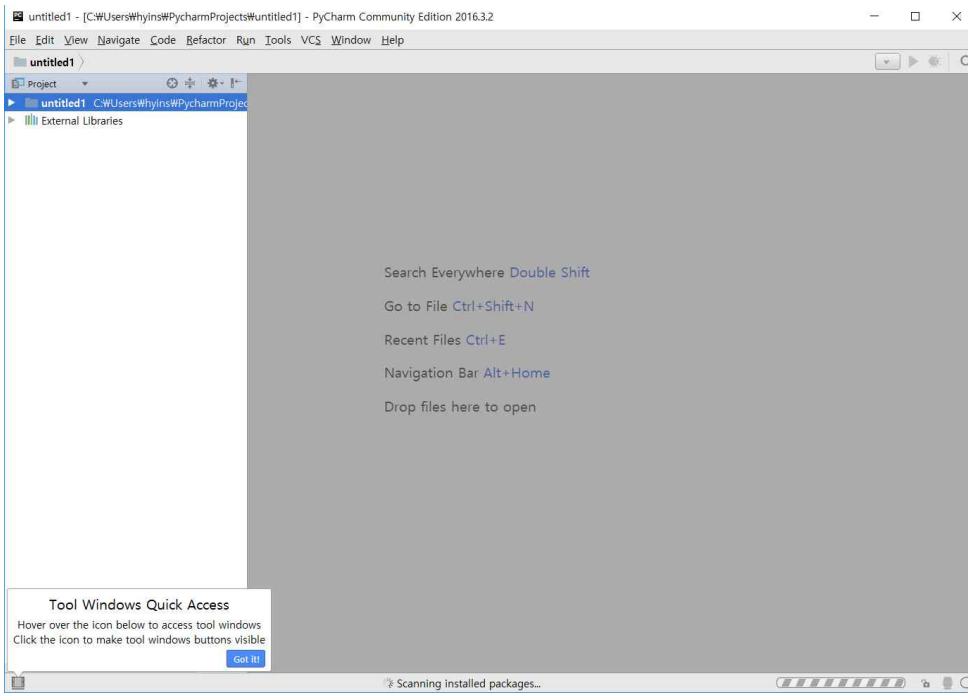 untitled1 - [C:₩Users₩hyins₩PycharmProjects₩untitled1] - PyCharm Community Edition 2016.3.2
File Edit View Navigate Code Refactor Run Tools VCS Window Help
untitled1
Project
untitled1 C:₩Users₩hyins₩PycharmProjec
External Libraries
Search Everywhere Double Shift
Go to File Ctrl+Shift+N
Recent Files Ctrl+E
Navigation Bar Alt+Home
Drop files here to open
Tool Windows Quick Access
Hover over the icon below to access tool windows
Click the icon to make tool windows buttons visible
Got it!
Scanning installed packages...